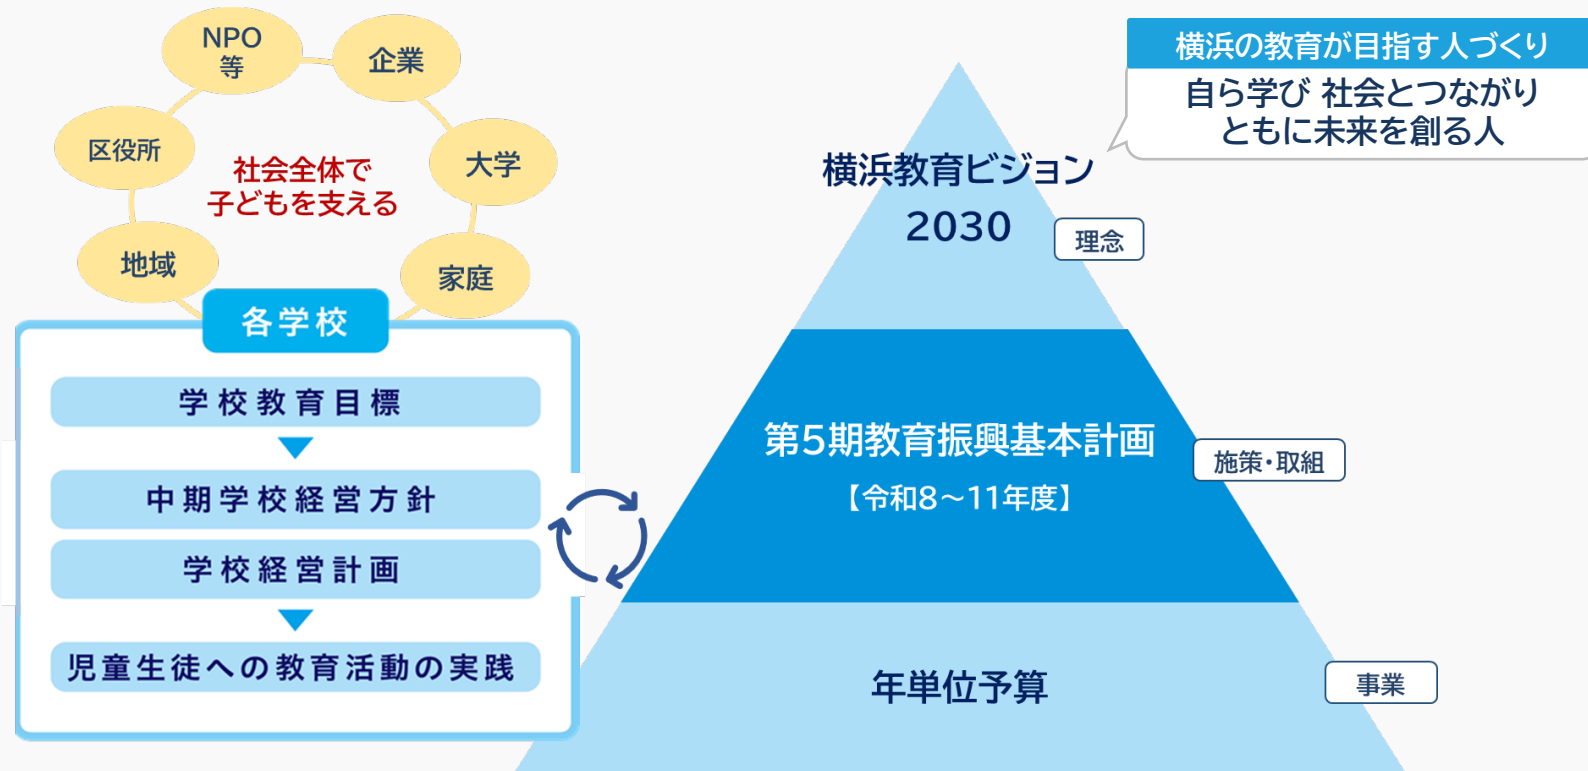 NPO
等
企業
区役所
大学
社会全体で
子どもを支える
地域
家庭
各学校
学校教育目標
中期学校経営方針
学校経営計画
児童生徒への教育活動の実践
横浜の教育が目指す人づくり
自ら学び 社会とつながり
ともに未来を創る人
横浜教育ビジョン
2030
理念
第5期教育振興基本計画
【令和8～11年度】
施策・取組
年単位予算
事業